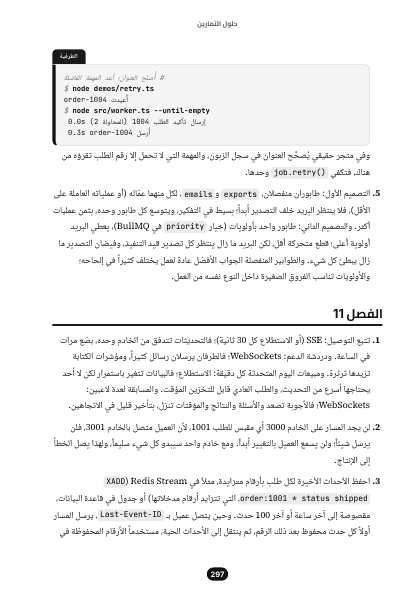 حلول التمارين
الطرفية
# أصلح العنوان؛ أعد المهمة الفاشلة
$ node demos/retry.ts
أعيدت order-1004
$ node src/worker.ts --until-empty
0.0s إرسال تأكيد الطلب 1004 (المحاولة 2)
0.3s أرسل order-1004
وفي متجر حقيقي يُصحَّح العنوان في سجل الزبون، والمهمة التي لا تحمل إلا رقم الطلب تقرؤه من
هناك، فتكفي job.retry() وحدها.
5. التصميم الأول: طابوران منفصلان، exports و emails، لكل منهما عمّاله (أو عملياته العاملة على
الأقل)، فلا ينتظر البريد خلف التصدير أبداً؛ بسيط في التفكير، ويتوسع كل طابور وحده، بثمن عمليات
أكثر. والتصميم الثاني: طابور واحد بأولويات (خيار priority في BullMQ)، يعطي البريد
أولوية أعلى؛ قطع متحركة أقل، لكن البريد ما زال ينتظر كل تصدير قيد التنفيذ، وفيضان التصدير ما
زال يبطئ كل شيء. والطوابير المنفصلة الجواب الأفضل عادة لعمل يختلف كثيراً في إلحاحه؛
والأولويات تناسب الفروق الصغيرة داخل النوع نفسه من العمل.
الفصل 11
1. تتبع التوصيل: SSE (أو الاستطلاع كل 30 ثانية)؛ فالتحديثات تتدفق من الخادم وحده، بضع مرات
في الساعة. ودردشة الدعم: WebSockets؛ فالطرفان يرسلان رسائل كثيراً، ومؤشرات الكتابة
تزيدها ثرثرة. ومبيعات اليوم المتحدثة كل دقيقة: الاستطلاع؛ فالبيانات تتغير باستمرار لكن لا أحد
يحتاجها أسرع من التحديث، والطلب العادي قابل للتخزين المؤقت. والمسابقة لعدة لاعبين:
WebSockets؛ فالأجوبة تصعد والأسئلة والنتائج والمؤقتات تنزل، بتأخير قليل في الاتجاهين.
2. لن يجد المسار على الخادم 3000 أي مقبس للطلب 1001، لأن العميل متصل بالخادم 3001، فلن
يرسل شيئاً؛ ولن يسمع العميل بالتغيير أبداً. ومع خادم واحد سيبدو كل شيء سليماً، ولهذا يصل الخطأ
إلى الإنتاج.
3. احفظ الأحداث الأخيرة لكل طلب بأرقام متزايدة، مثلاً في Redis Stream (XADD
order:1001 * status shipped، التي تتزايد أرقام مدخلاتها) أو جدول في قاعدة البيانات،
مقصوصة إلى آخر ساعة أو آخر 100 حدث. وحين يتصل عميل بـ Last-Event-ID، يرسل المسار
أولاً كل حدث محفوظ بعد ذلك الرقم، ثم ينتقل إلى الأحداث الحية، مستخدماً الأرقام المحفوظة في
297